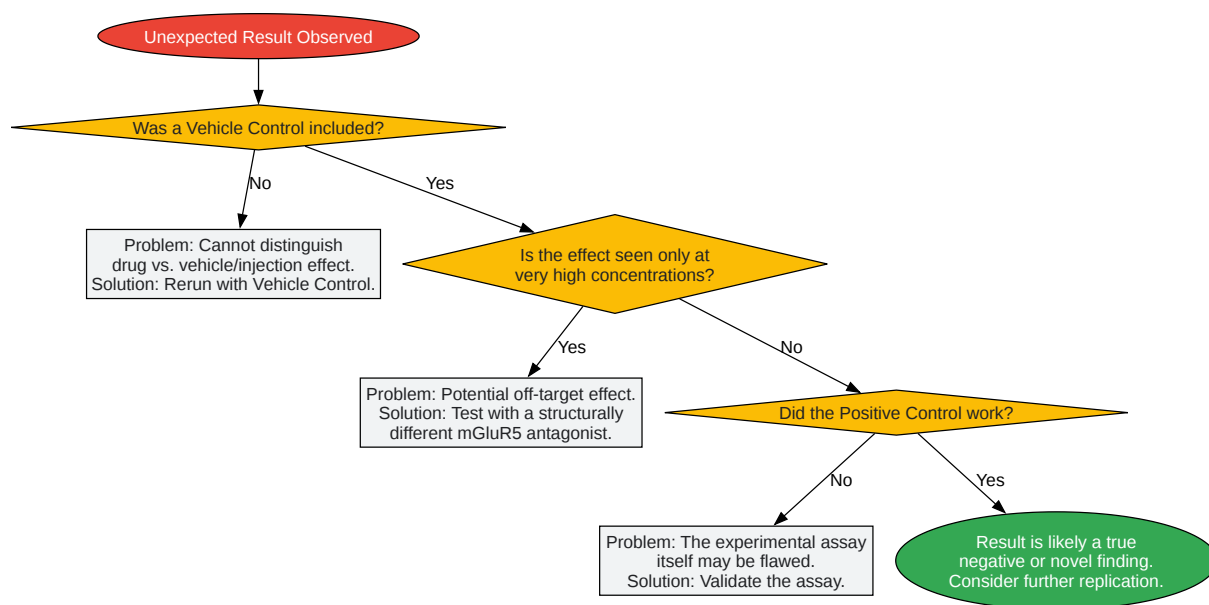 Unexpected Result Observed
Was a Vehicle Control included?
No
Yes
Problem: Cannot distinguish
drug vs. vehicle/injection effect.
Solution: Rerun with Vehicle Control.
Is the effect seen only at
very high concentrations?
Yes
No
Problem: Potential off-target effect.
Solution: Test with a structurally
different mGluR5 antagonist.
Did the Positive Control work?
No
Yes
Problem: The experimental assay
itself may be flawed.
Solution: Validate the assay.
Result is likely a true
negative or novel finding.
Consider further replication.